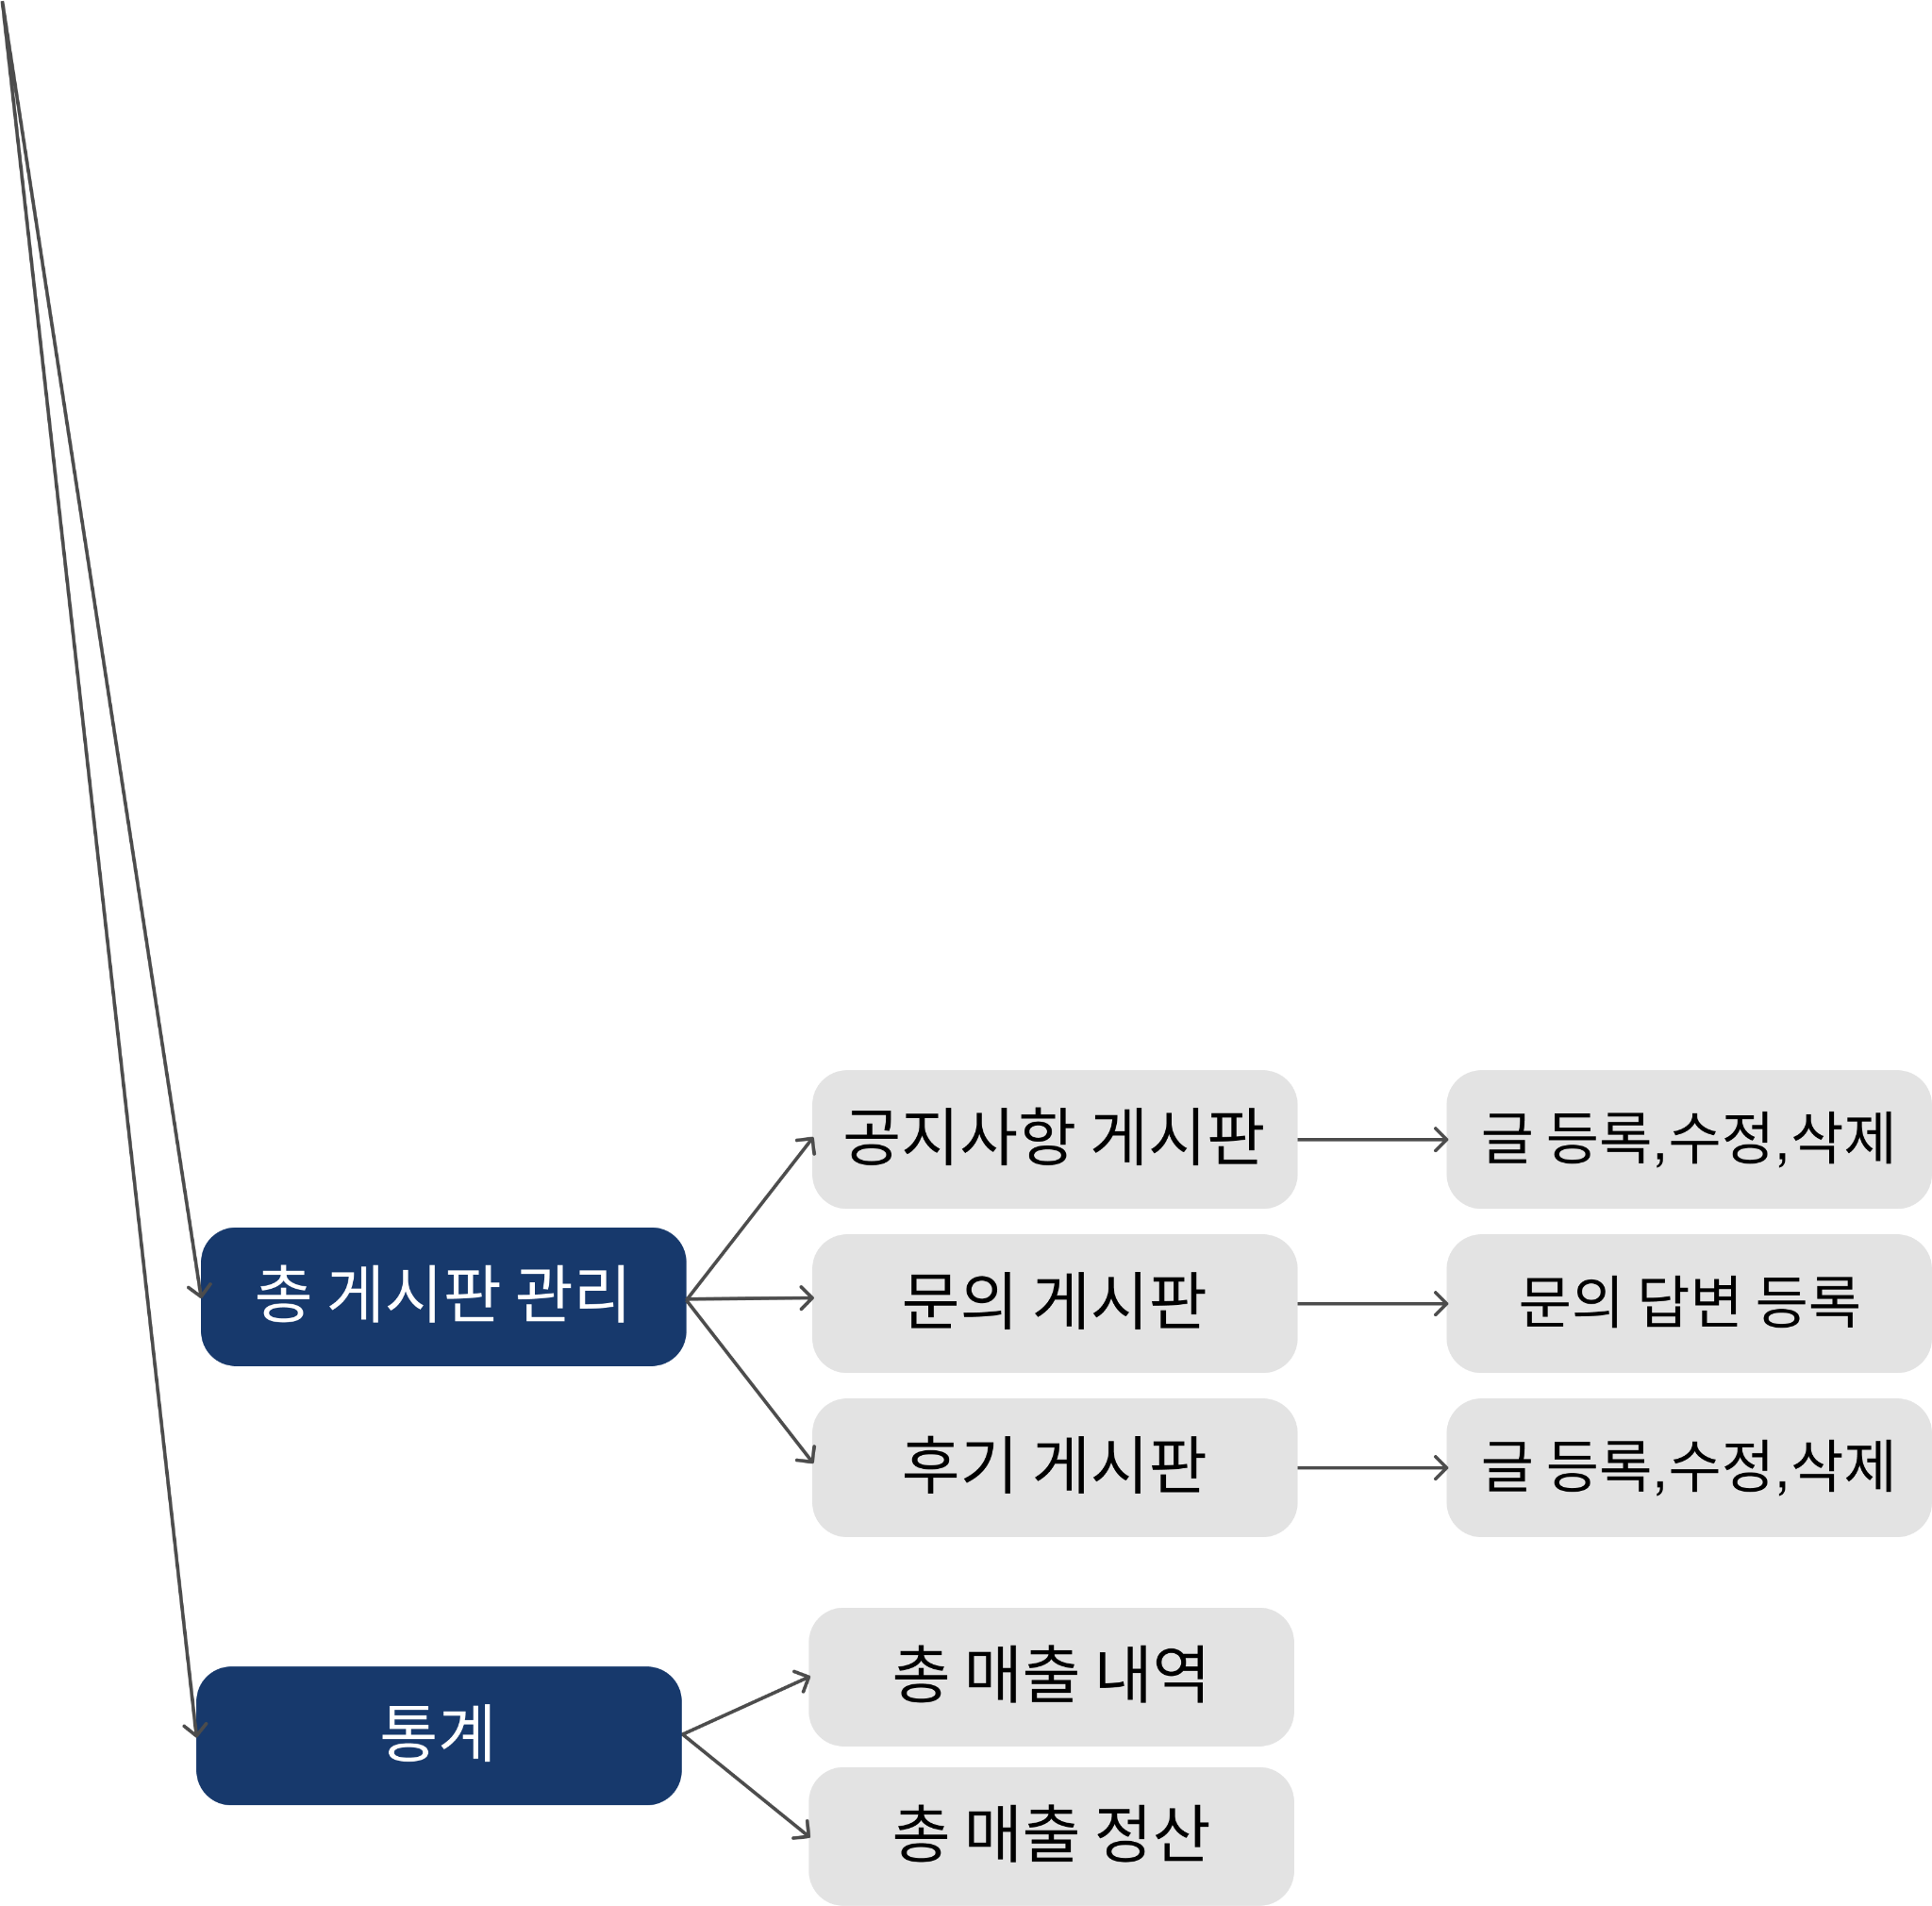 공지사항 게시판
글 등록,수정,삭제
총 게시판 관리
문의 게시판
문의 답변 등록
후기 게시판
글 등록,수정,삭제
총 매출 내역
통계
총 매출 정산